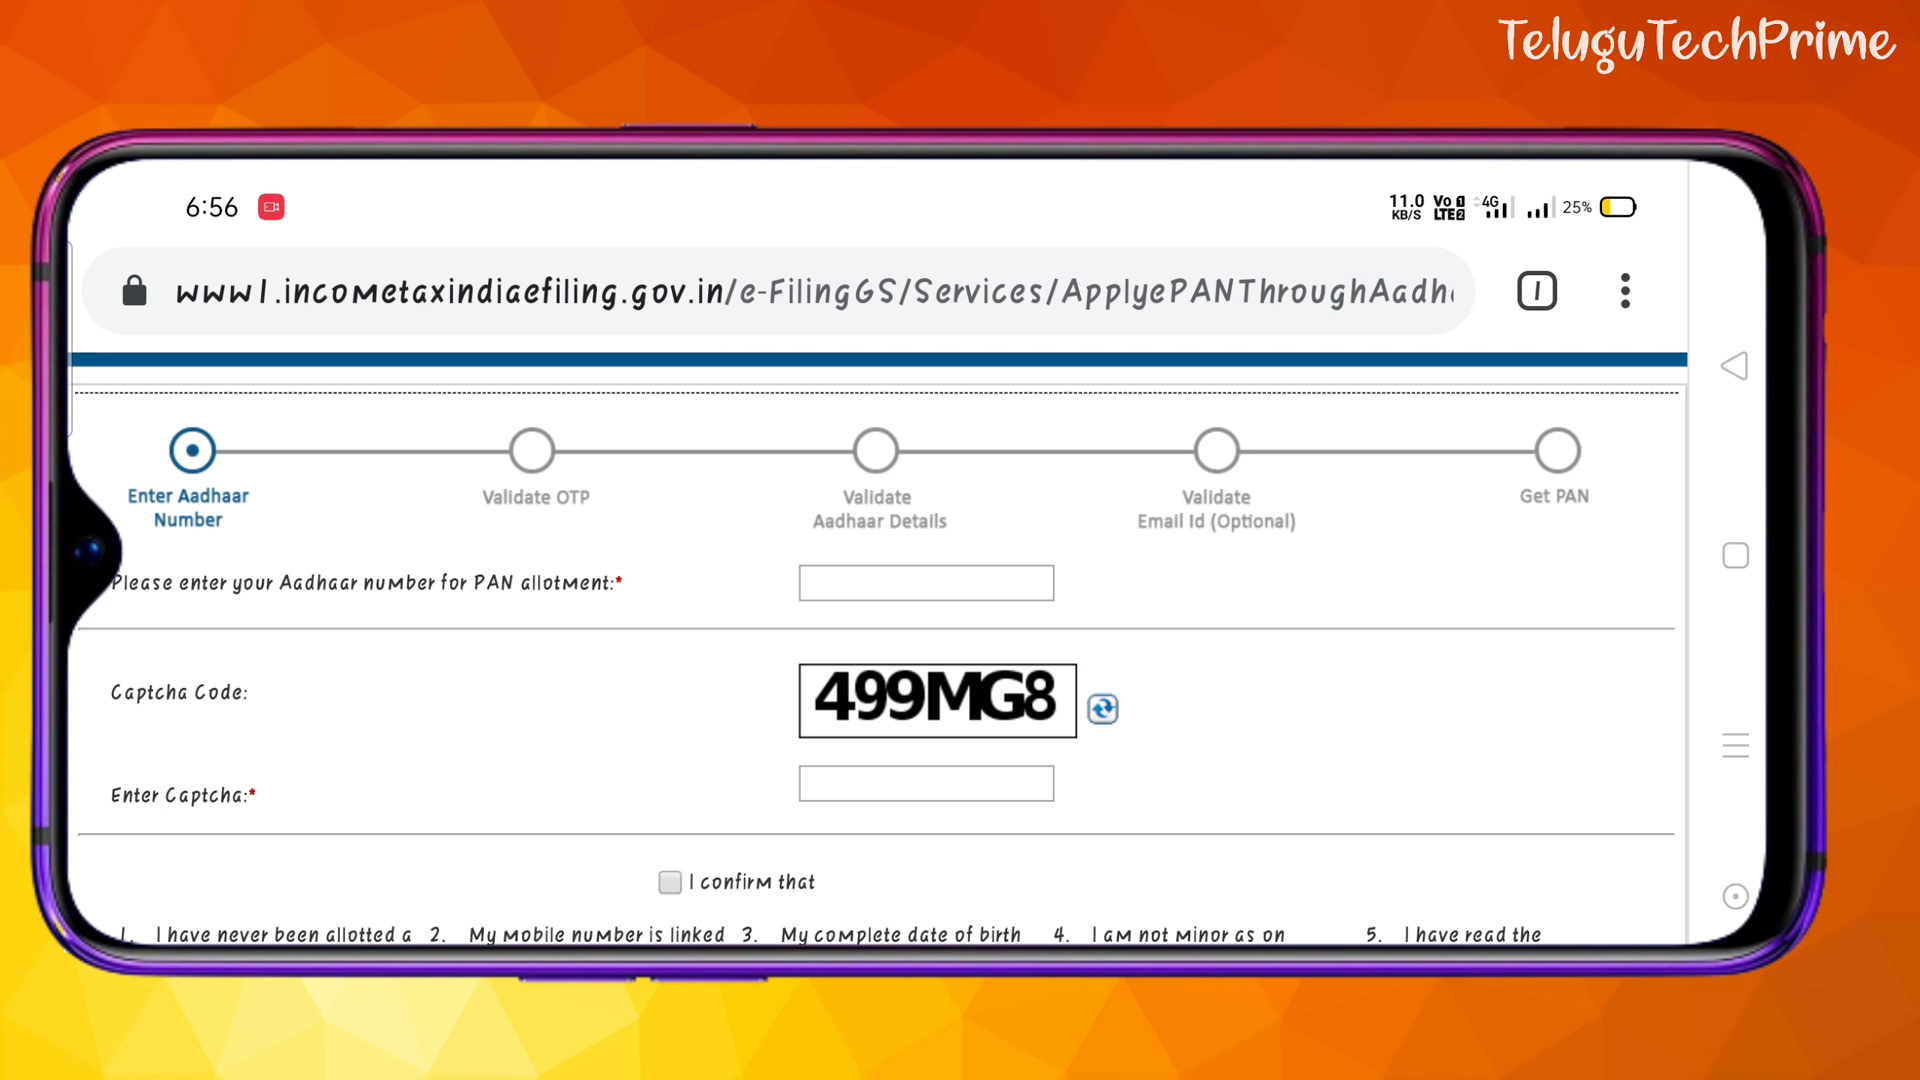 TeluguTechPrime
6:56
11.0 KB/S Vo 1 LTE 2 4G 25%
www1.incometaxindiaefiling.gov.in/e-FilingGS/Services/ApplyePANThroughAadh
1
Enter Aadhaar Number
Validate OTP
Validate Aadhaar Details
Validate Email Id (Optional)
Get PAN
Please enter your Aadhaar number for PAN allotment:*
Captcha Code:
499MG8
Enter Captcha:*
I confirm that
1. I have never been allotted a 2. My mobile number is linked 3. My complete date of birth 4. I am not minor as on 5. I have read the